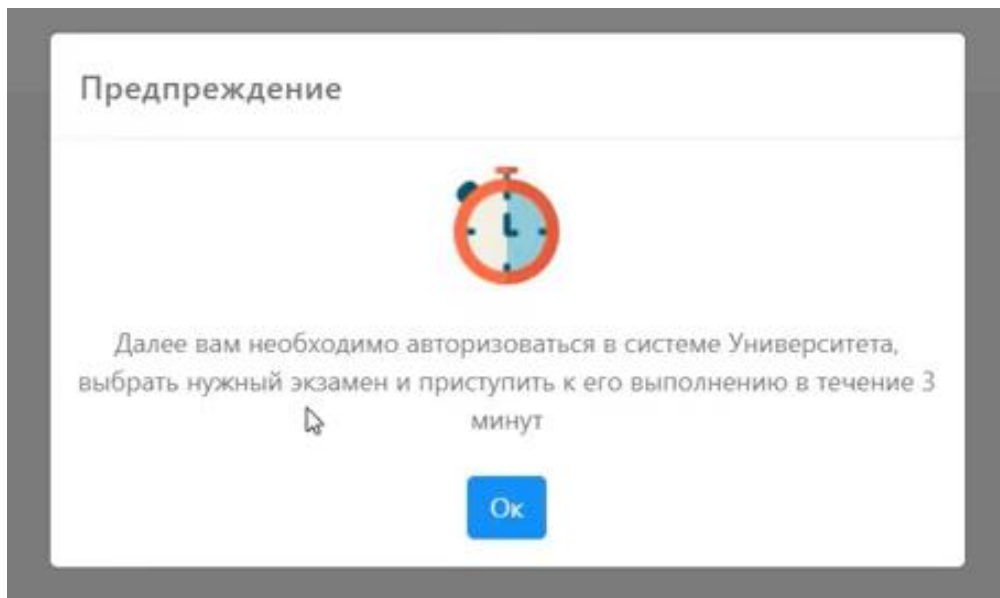 Предпреждение
Далее вам необходимо авторизоваться в системе Университета,
выбрать нужный экзамен и приступить к его выполнению в течение 3
минут
Ок